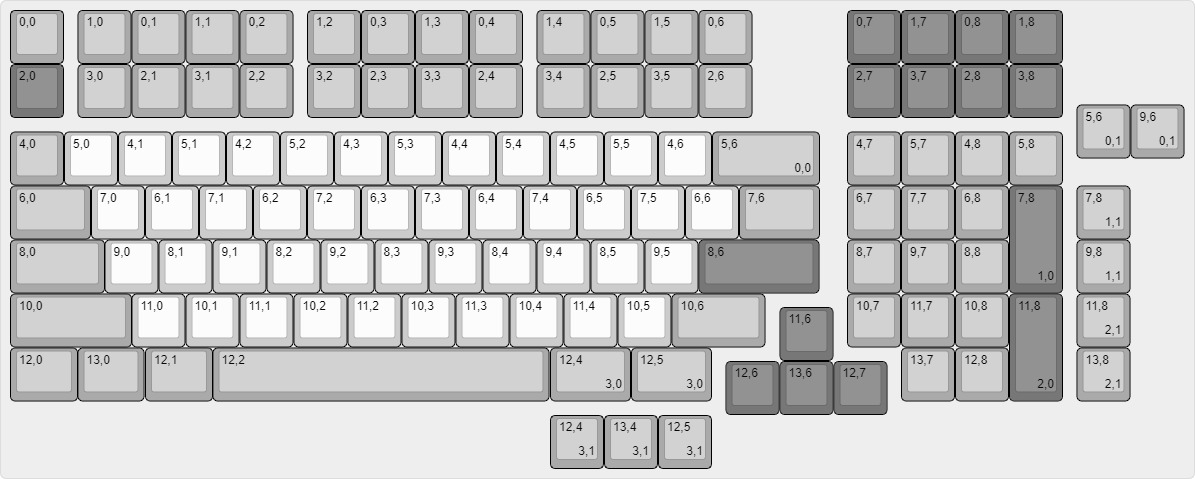 0,0 1,0 0,1 1,1 0,2 1,2 0,3 1,3 0,4 1,4 0,5 1,5 0,6 0,7 1,7 0,8 1,8
2,0 3,0 2,1 3,1 2,2 3,2 2,3 3,3 2,4 3,4 2,5 3,5 2,6 2,7 3,7 2,8 3,8
5,6 9,6
0,1 0,1
4,0 5,0 4,1 5,1 4,2 5,2 4,3 5,3 4,4 5,4 4,5 5,5 4,6 5,6 4,7 5,7 4,8 5,8
0,0
6,0 7,0 6,1 7,1 6,2 7,2 6,3 7,3 6,4 7,4 6,5 7,5 6,6 7,6 6,7 7,7 6,8 7,8 7,8
1,1
8,0 9,0 8,1 9,1 8,2 9,2 8,3 9,3 8,4 9,4 8,5 9,5 8,6 8,7 9,7 8,8 9,8
1,0 1,1
10,0 11,0 10,1 11,1 10,2 11,2 10,3 11,3 10,4 11,4 10,5 10,6 10,7 11,7 10,8 11,8 11,8
11,6
2,1
12,0 13,0 12,1 12,2 12,4 12,5 13,7 12,8 13,8
12,6 13,6 12,7
3,0 3,0 2,0 2,1
12,4 13,4 12,5
3,1 3,1 3,1